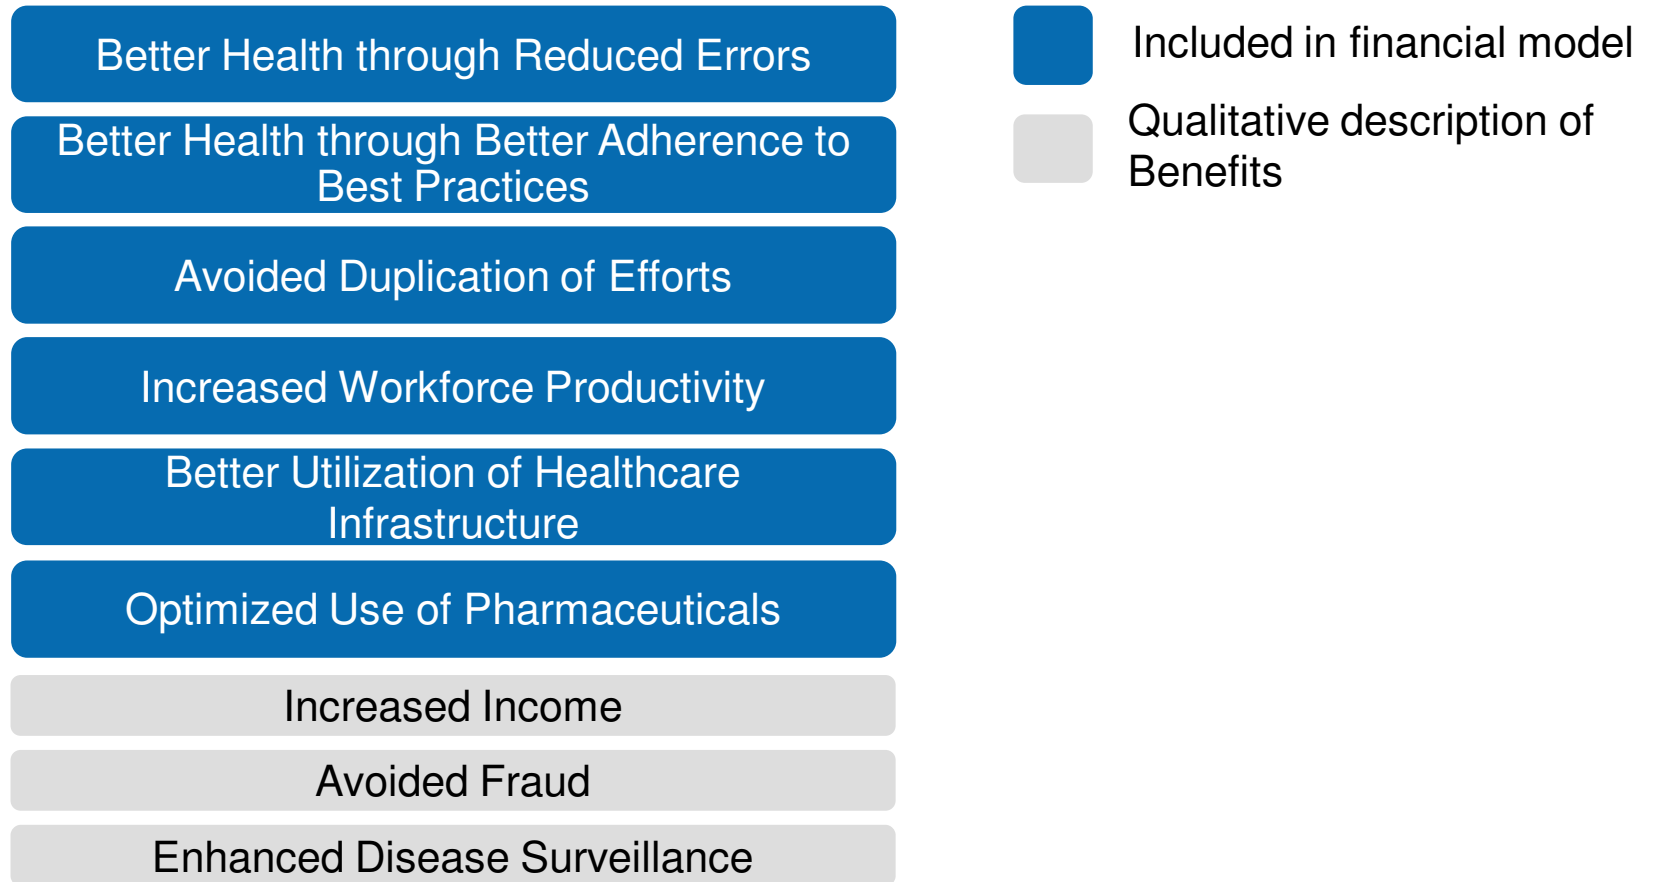 Better Health through Reduced Errors
Better Health through Better Adherence to
Best Practices
Avoided Duplication of Efforts
Increased Workforce Productivity
Better Utilization of Healthcare
Infrastructure
Optimized Use of Pharmaceuticals
Increased Income
Avoided Fraud
Enhanced Disease Surveillance
Included in financial model
Qualitative description of
Benefits